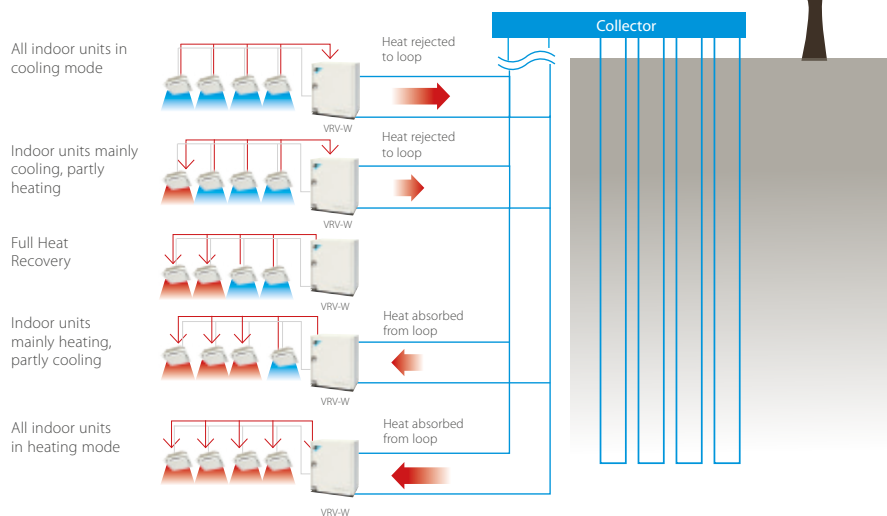 Collector
All indoor units in
cooling mode
Heat rejected
to loop
VRV-W
Indoor units mainly
cooling, partly
heating
Heat rejected
to loop
VRV-W
Full Heat
Recovery
VRV-W
Indoor units
mainly heating,
partly cooling
Heat absorbed
from loop
VRV-W
All indoor units
in heating mode
Heat absorbed
from loop
VRV-W